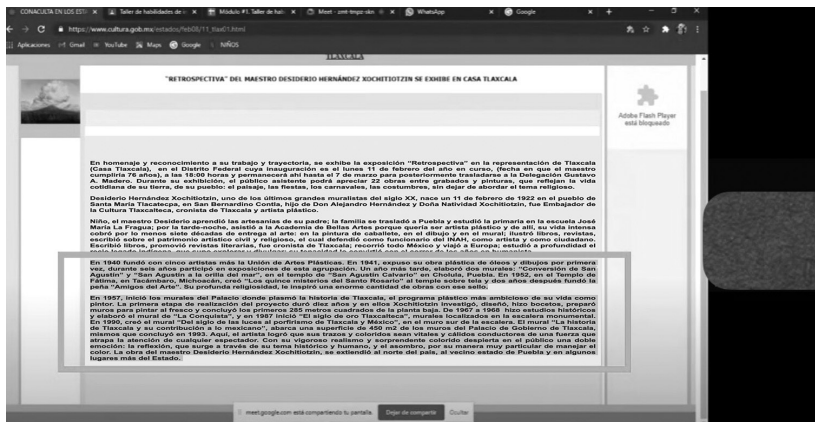 CONACULTA EN LOS EST
Taller de habilidades de
Módulo #3. Taller de hab
Meet - zmt-tmpz-skn
WhatsApp
Google
https://www.cultura.gob.mx/estados/feb08/11_tlax01.html
Aplicaciones Gmail YouTube Maps Google NIÑOS
TLAXCALA
"RETROSPECTIVA" DEL MAESTRO DESIDERIO HERNÁNDEZ XOCHITIOTZIN SE EXHIBE EN CASA TLAXCALA
Adobe Flash Player
está bloqueado
En homenaje y reconocimiento a su trabajo y trayectoria, se exhibe la exposición "Retrospectiva" en la representación de Tlaxcala
(Casa Tlaxcala), en el Distrito Federal cuya inauguración es el lunes 11 de febrero del año en curso, (fecha en que el maestro
cumpliría 76 años), a las 18:00 horas y permanecerá ahí hasta el 7 de marzo para posteriormente trasladarse a la Delegación Gustavo
A. Madero. Durante su exhibición, el público asistente podrá apreciar 22 obras entre grabados y pinturas, que reflejan la vida
cotidiana de su tierra, de su pueblo: el paisaje, las fiestas, los carnavales, las costumbres, sin dejar de abordar el tema religioso.
Desiderio Hernández Xochitiotzin, uno de los últimos grandes muralistas del siglo XX, nace un 11 de febrero de 1922 en el pueblo de
Santa María Tlacatecpa, en San Bernardino Contla, hijo de Don Alejandro Hernández y Doña Natividad Xochitiotzin, fue Embajador de
la Cultura Tlaxcalteca, cronista de Tlaxcala y artista plástico.
Niño, el maestro Desiderio aprendió las artesanías de su padre; la familia se trasladó a Puebla y estudió la primaria en la escuela José
María La Fragua; por la tarde-noche, asistió a la Academia de Bellas Artes porque quería ser artista plástico y de allí, su vida intensa
cobró por lo menos siete décadas de entrega al arte: en la pintura de caballete, en el dibujo y en el mural; ilustró libros, revistas,
escribió sobre el patrimonio artístico civil y religioso, el cual defendió como funcionario del INAH, como artista y como ciudadano.
Escribió libros, promovió revistas literarias, fue cronista de Tlaxcala; recorrió todo México y viajó a Europa; estudió a profundidad el
En 1940 fundó con cinco artistas más la Unión de Artes Plásticas. En 1941, expuso su obra plástica de óleos y dibujos por primera
vez, durante seis años participó en exposiciones de esta agrupación. Un año más tarde, elaboró dos murales: "Conversión de San
Agustín" y "San Agustín a la orilla del mar", en el templo de "San Agustín Calvario" en Cholula, Puebla. En 1952, en el Templo de
Fátima, en Tacámbaro, Michoacán, creó "Los quince misterios del Santo Rosario" al temple sobre tela y dos años después fundó la
peña "Amigos del Arte". Su profunda religiosidad, le inspiró una enorme cantidad de obras con ese sello.
En 1957, inició los murales del Palacio donde plasmó la historia de Tlaxcala, el programa plástico más ambicioso de su vida como
pintor. La primera etapa de realización del proyecto duró diez años y en ellos Xochitiotzin investigó, diseñó, hizo bocetos, preparó
muros para pintar al fresco y concluyó los primeros 285 metros cuadrados de la planta baja. De 1967 a 1968 hizo estudios históricos
y elaboró el mural de "La Conquista", y en 1987 inició "El siglo de oro Tlaxcalteca", murales localizados en la escalera monumental.
En 1990, creó el mural "Del siglo de las luces al porfirismo de Tlaxcala y México", en el muro sur de la escalera. El mural "La historia
de Tlaxcala y su contribución a lo mexicano", abarca una superficie de 450 m2 de los muros del Palacio de Gobierno de Tlaxcala,
mismos que concluyó en 1993. Aquí, el artista logró que sus trazos y coloridos sean vitales y cálidos conductores de una fuerza que
atrapa la atención de cualquier espectador. Con su vigoroso realismo y sorprendente colorido despierta en el público una doble
emoción: la reflexión, que surge a través de su tema histórico y humano, y el asombro, por su manera muy particular de manejar el
color. La obra del maestro Desiderio Hernández Xochitiotzin, se extendió al norte del país, al vecino estado de Puebla y en algunos
lugares más del Estado.
meet.google.com está compartiendo tu pantalla. Dejar de compartir Ocultar